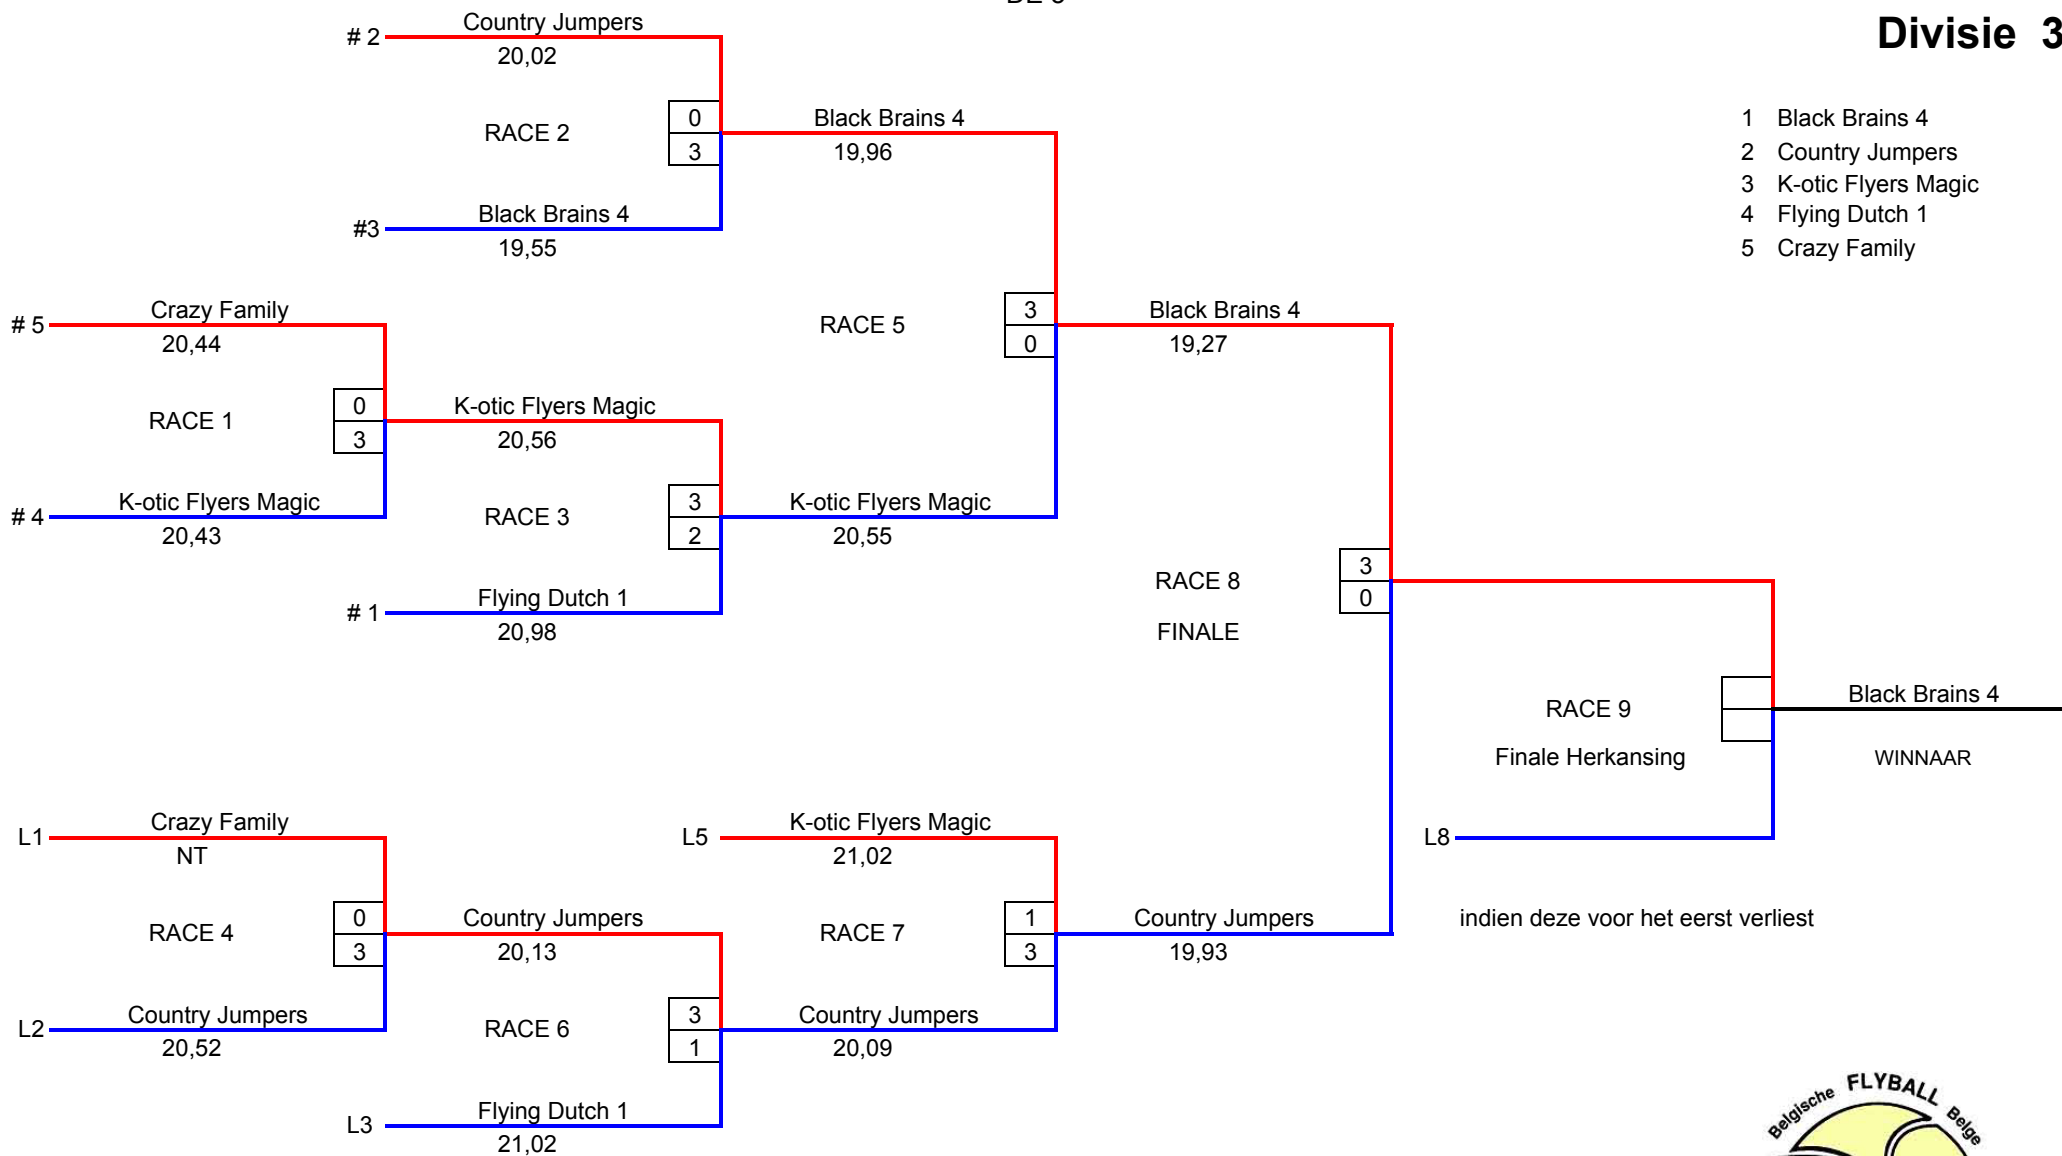 Divisie 3
# 2 Country Jumpers
20,02
RACE 2
0
3
#3 Black Brains 4
19,55
Black Brains 4
19,96
1 Black Brains 4
2 Country Jumpers
3 K-otic Flyers Magic
4 Flying Dutch 1
5 Crazy Family
# 5 Crazy Family
20,44
RACE 1
0
3
# 4 K-otic Flyers Magic
20,43
K-otic Flyers Magic
20,56
RACE 3
3
2
# 1 Flying Dutch 1
20,98
RACE 5
3
0
K-otic Flyers Magic
20,55
Black Brains 4
19,27
RACE 8
FINALE
3
0
RACE 9
Finale Herkansing
Black Brains 4
WINNAAR
L8
indien deze voor het eerst verliest
L1 Crazy Family
NT
RACE 4
0
3
L2 Country Jumpers
20,52
Country Jumpers
20,13
RACE 6
3
1
L3 Flying Dutch 1
21,02
L5 K-otic Flyers Magic
21,02
RACE 7
1
3
Country Jumpers
20,09
Country Jumpers
19,93
Belgische FLYBALL Belge